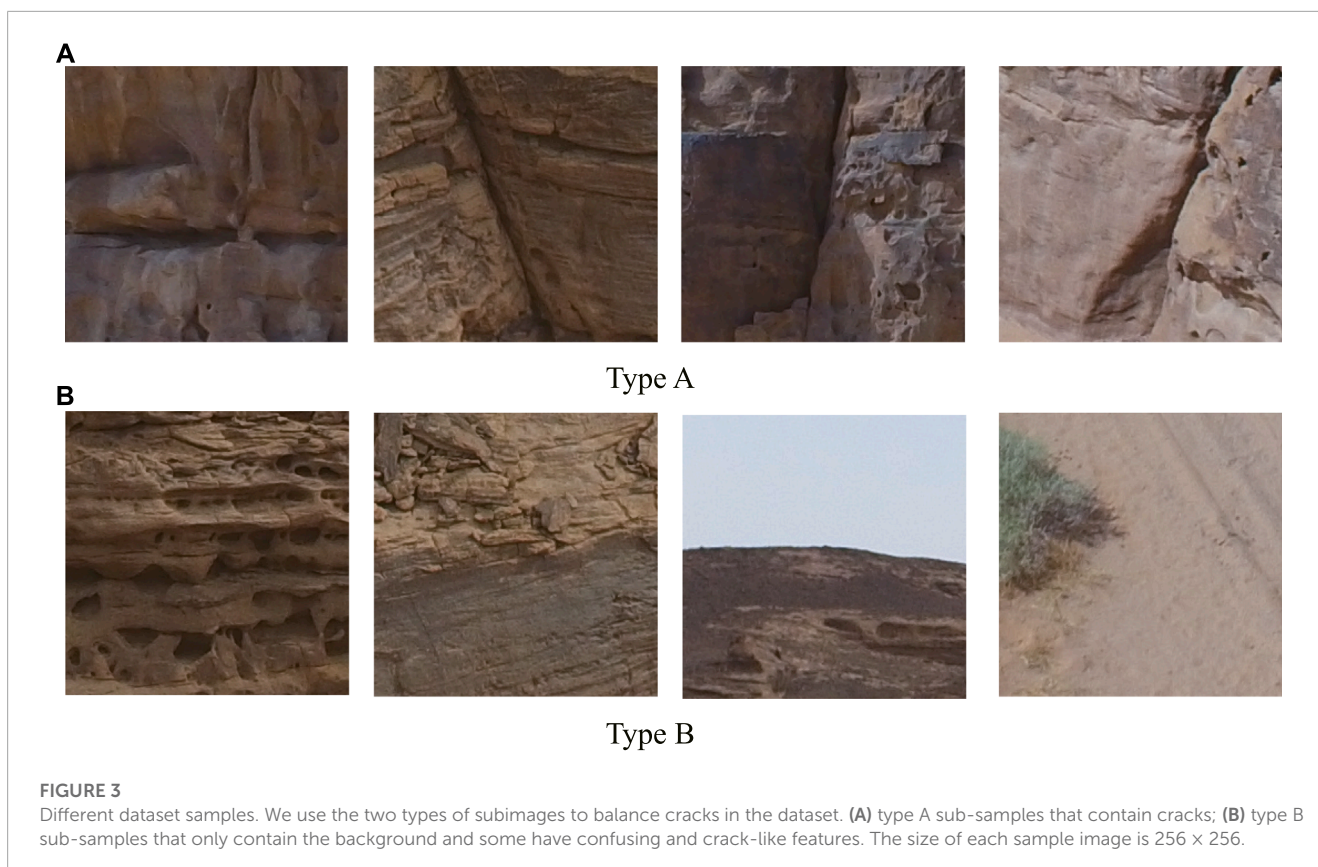 A
Type A
B
Type B
FIGURE 3
Different dataset samples. We use the two types of subimages to balance cracks in the dataset. (A) type A sub-samples that contain cracks; (B) type B
sub-samples that only contain the background and some have confusing and crack-like features. The size of each sample image is 256 × 256.